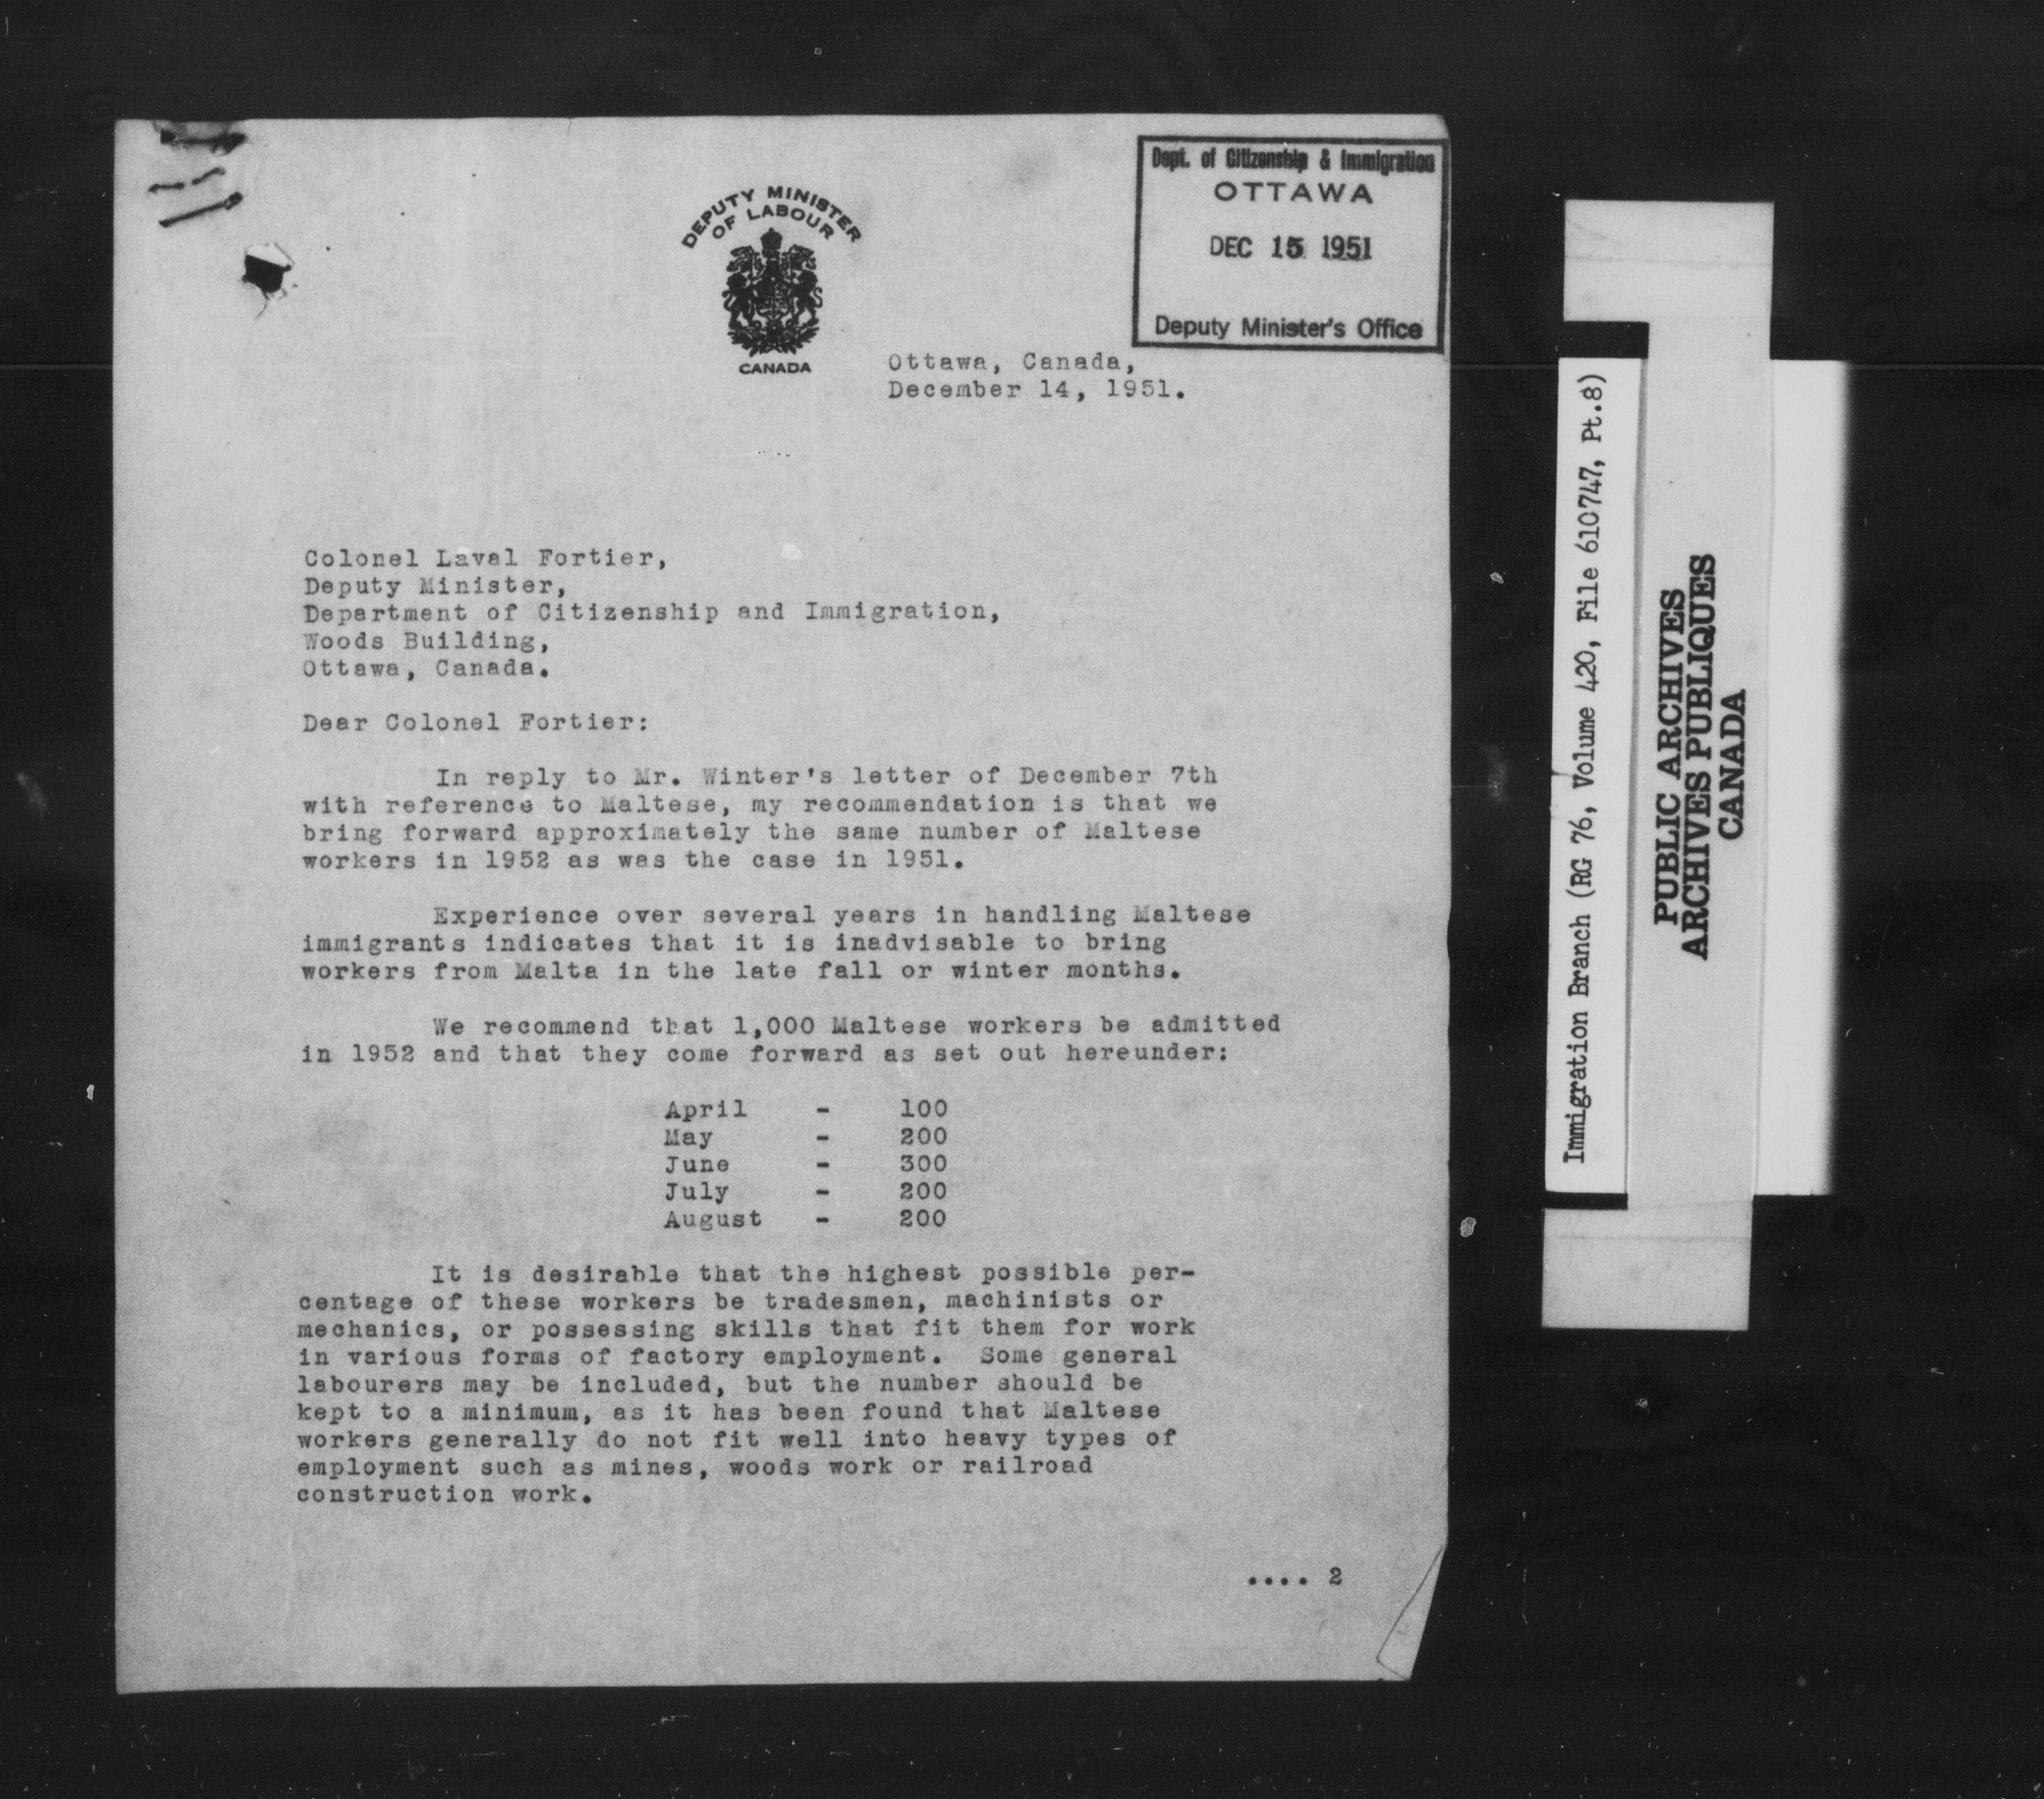 Dept. of Citizenship & Immigration
OTTAWA
DEC 15 1951
Deputy Minister's Office
DEPUTY MINISTER
OF LABOUR
CANADA
Ottawa, Canada,
December 14, 1951.
Colonel Laval Fortier,
Deputy Minister,
Department of Citizenship and Immigration,
Woods Building,
Ottawa, Canada.
Dear Colonel Fortier:
In reply to Mr. Winter's letter of December 7th
with reference to Maltese, my recommendation is that we
bring forward approximately the same number of Maltese
workers in 1952 as was the case in 1951.
Experience over several years in handling Maltese
immigrants indicates that it is inadvisable to bring
workers from Malta in the late fall or winter months.
We recommend that 1,000 Maltese workers be admitted
in 1952 and that they come forward as set out hereunder:
April - 100
May - 200
June - 300
July - 200
August - 200
It is desirable that the highest possible per-
centage of these workers be tradesmen, machinists or
mechanics, or possessing skills that fit them for work
in various forms of factory employment. Some general
labourers may be included, but the number should be
kept to a minimum, as it has been found that Maltese
workers generally do not fit well into heavy types of
employment such as mines, woods work or railroad
construction work.
.... 2
Immigration Branch (RG 76, Volume 420, File 610747, Pt.8)
PUBLIC ARCHIVES
ARCHIVES PUBLIQUES
CANADA